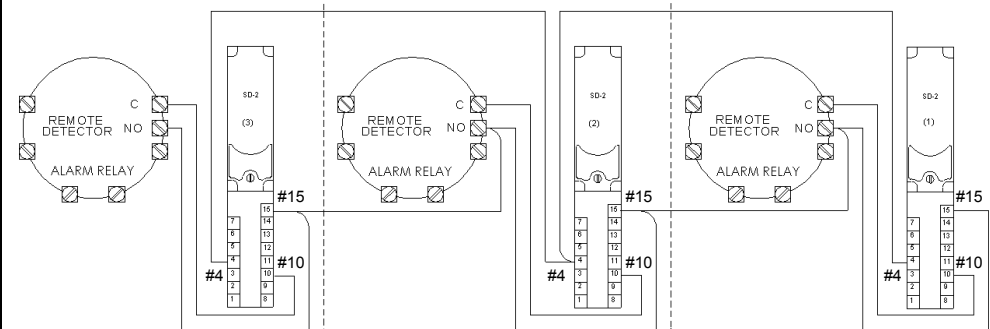 C
REMOTE
DETECTOR
NO
ALARM RELAY
SD-2
(3)
#15
15
7 14
6 13
5 12
4 11
#10
#4
3 10
2 9
1 8
C
REMOTE
DETECTOR
NO
ALARM RELAY
SD-2
(2)
#15
15
7 14
6 13
5 12
4 11
#10
#4
3 10
2 9
1 8
C
REMOTE
DETECTOR
NO
ALARM RELAY
SD-2
(1)
#15
15
7 14
6 13
5 12
4 11
#10
#4
3 10
2 9
1 8